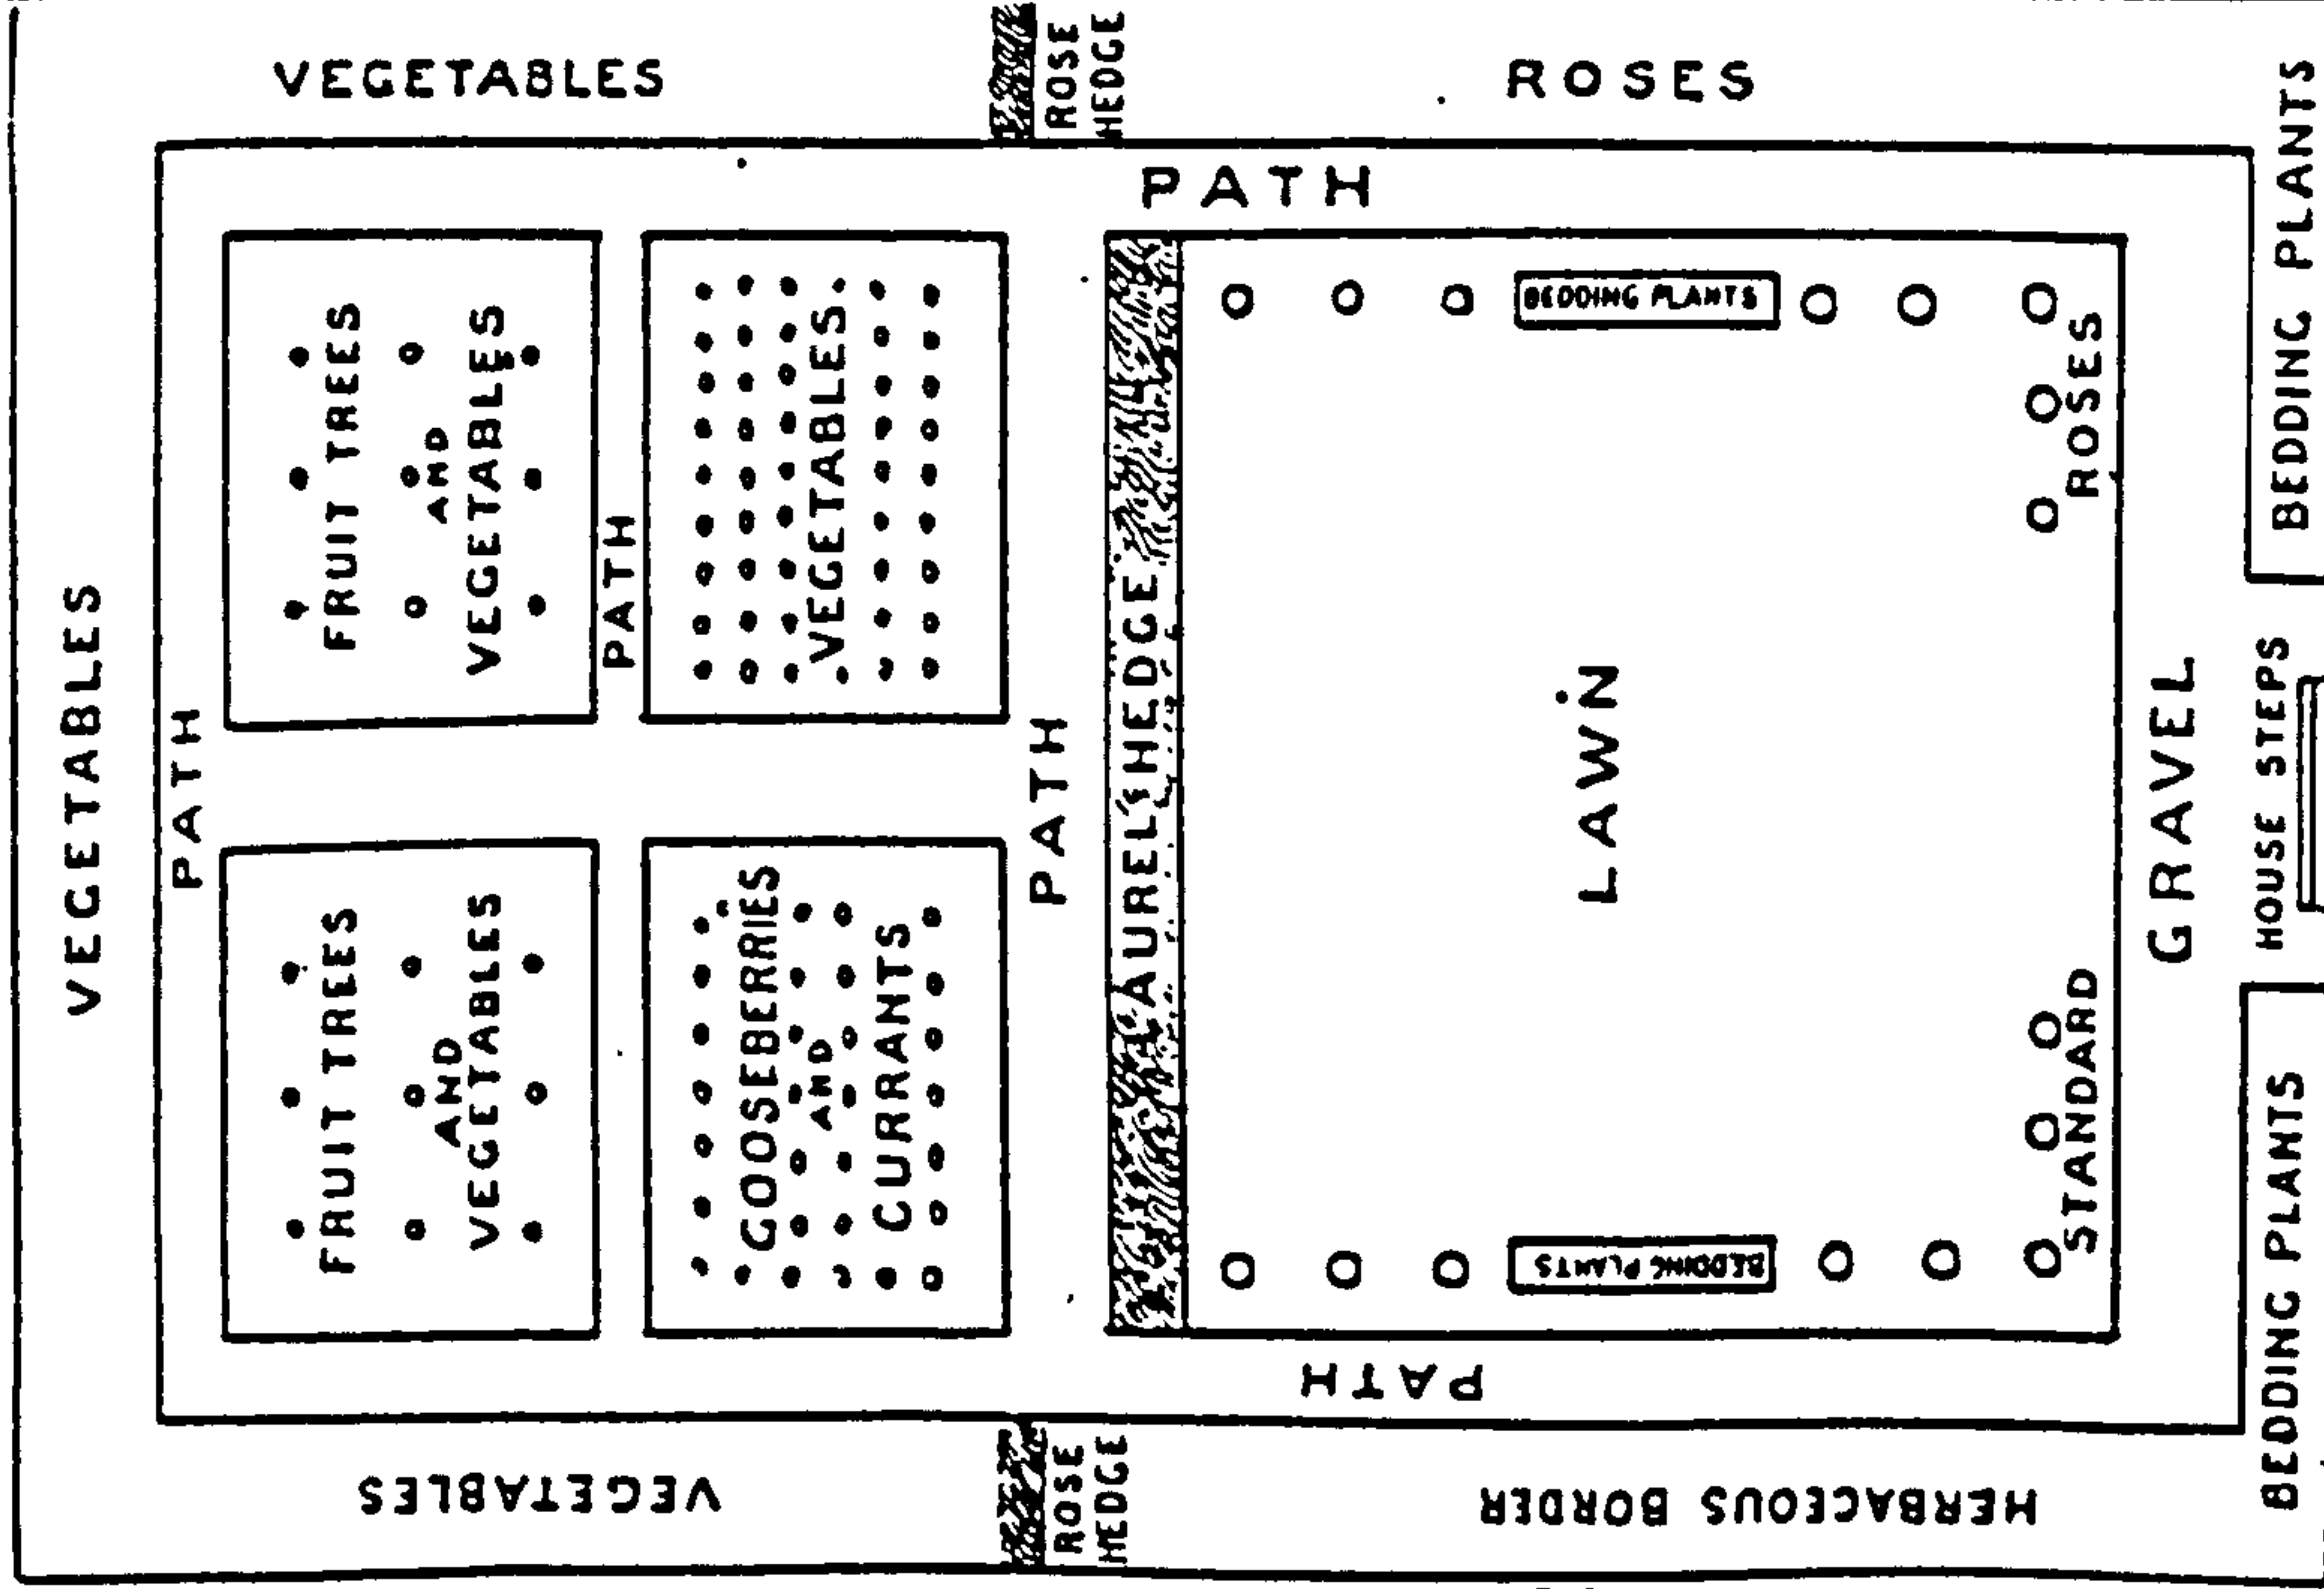 VEGETABLES
ROSE
HEDGE
ROSES
PATH
VEGETABLES
PATH
FRUIT TREES
AND
VEGETABLES
PATH
VEGETABLES
FRUIT TREES
AND
VEGETABLES
GOOSEBERRIES
AND
CURRANTS
PATH
LAUREL HEDGE
BEDDING PLANTS
LAWN
ROSES
STANDARD
BEDDING PLANTS
GRAVEL
BEDDING PLANTS
HOUSE STEPS
BEDDING PLANTS
PATH
VEGETABLES
ROSE
HEDGE
HERBACEOUS BORDER